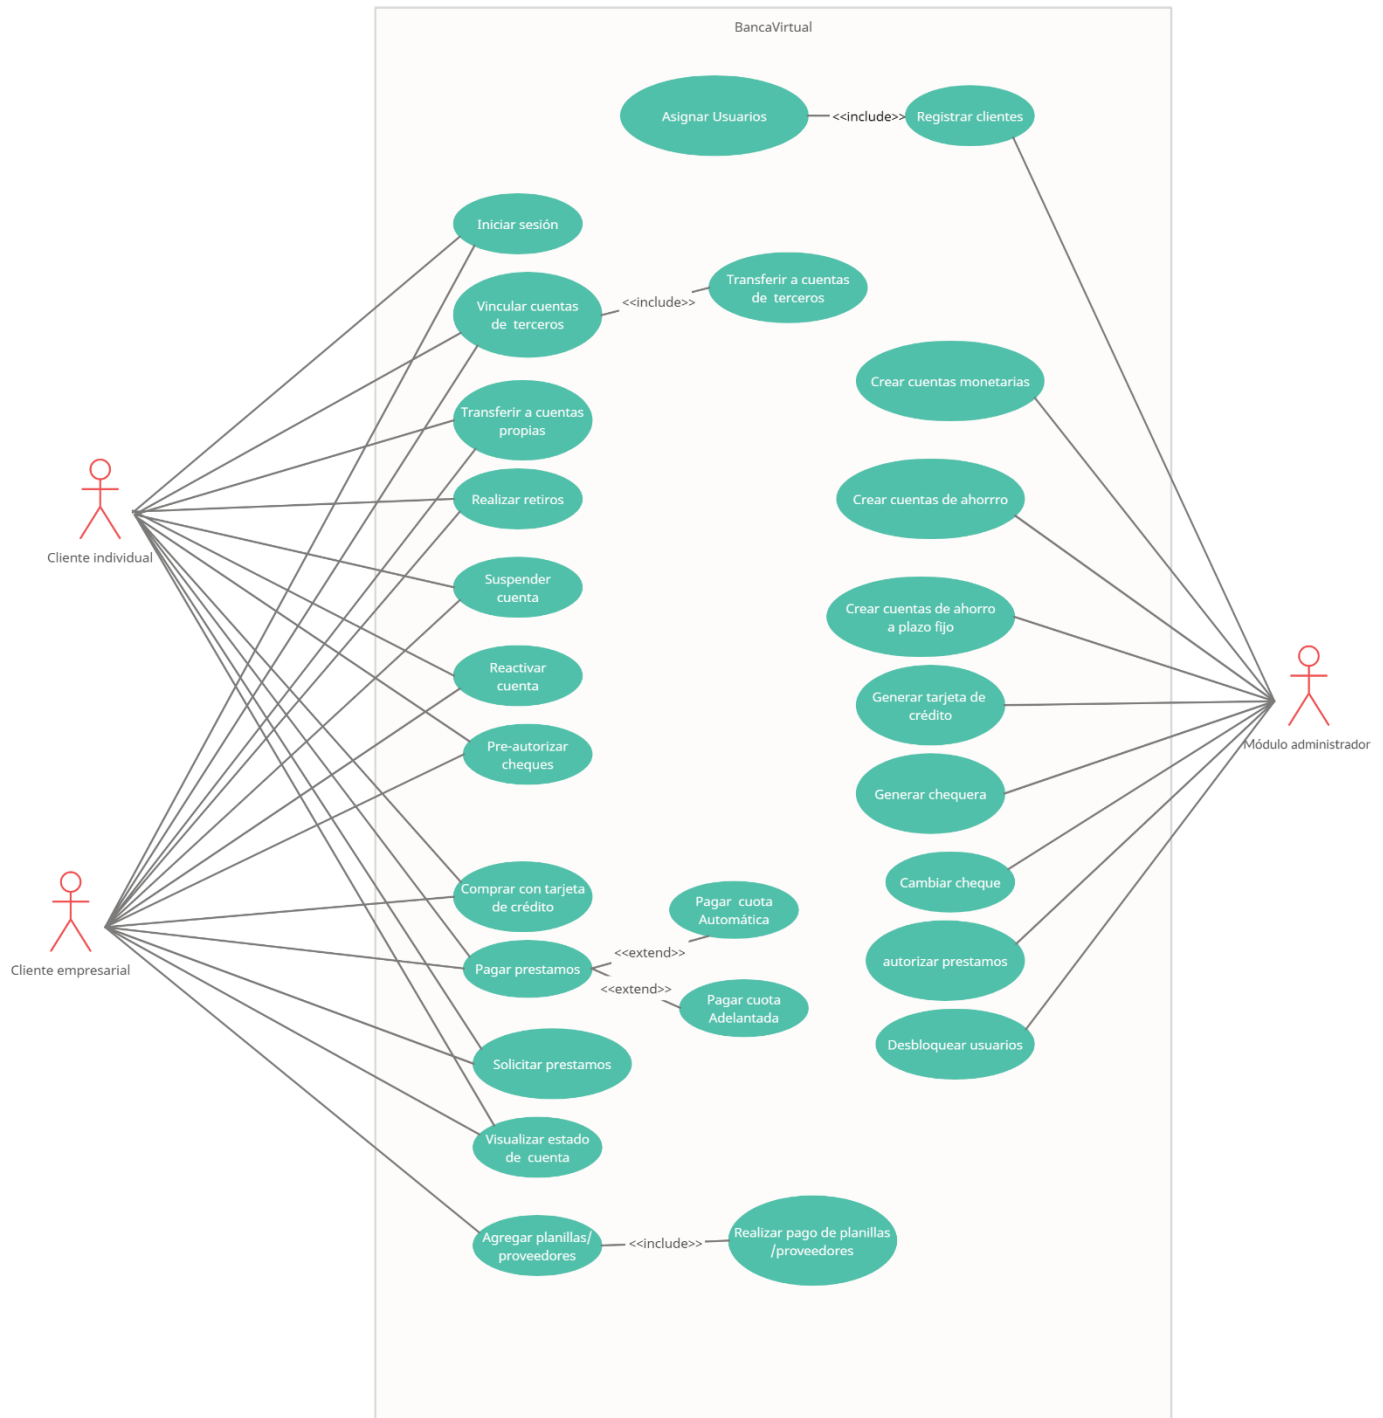 BancaVirtual
Asignar Usuarios
<<include>>
Registrar clientes
Iniciar sesión
Vincular cuentas
de  terceros
<<include>>
Transferir a cuentas
de  terceros
Crear cuentas monetarias
Transferir a cuentas
propias
Realizar retiros
Crear cuentas de ahorrro
Cliente individual
Suspender
cuenta
Crear cuentas de ahorro
a plazo fijo
Reactivar
cuenta
Generar tarjeta de
crédito
Módulo administrador
Pre-autorizar
cheques
Generar chequera
Comprar con tarjeta
de crédito
Cambiar cheque
Pagar  cuota
Automática
<<extend>>
Cliente empresarial
Pagar prestamos
autorizar prestamos
<<extend>>
Pagar cuota
Adelantada
Desbloquear usuarios
Solicitar prestamos
Visualizar estado
de  cuenta
Agregar planillas/
proveedores
<<include>>
Realizar pago de planillas
/proveedores